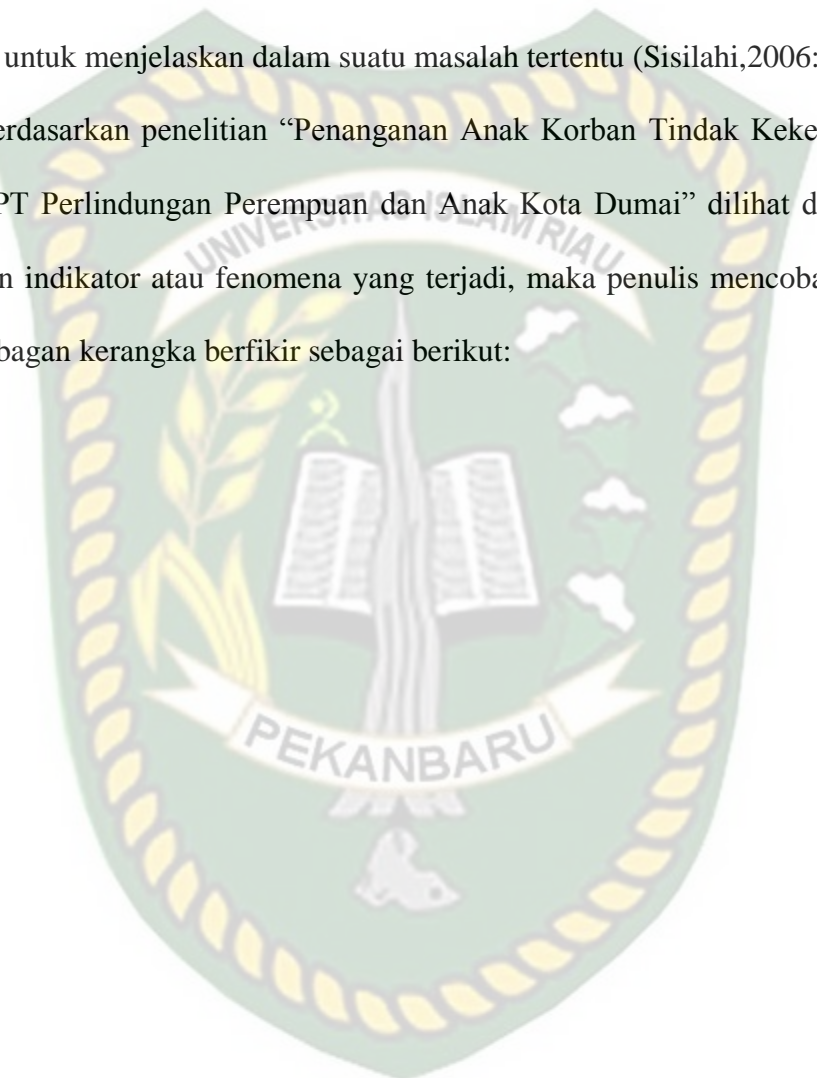 untuk menjelaskan dalam suatu masalah tertentu (Sisilahi,2006:
erdasarkan penelitian “Penanganan Anak Korban Tindak Keke
PT Perlindungan Perempuan dan Anak Kota Dumai” dilihat d
n indikator atau fenomena yang terjadi, maka penulis mencoba
bagan kerangka berfikir sebagai berikut:
UNIVERSITAS ISLAM RIAU
PEKANBARU